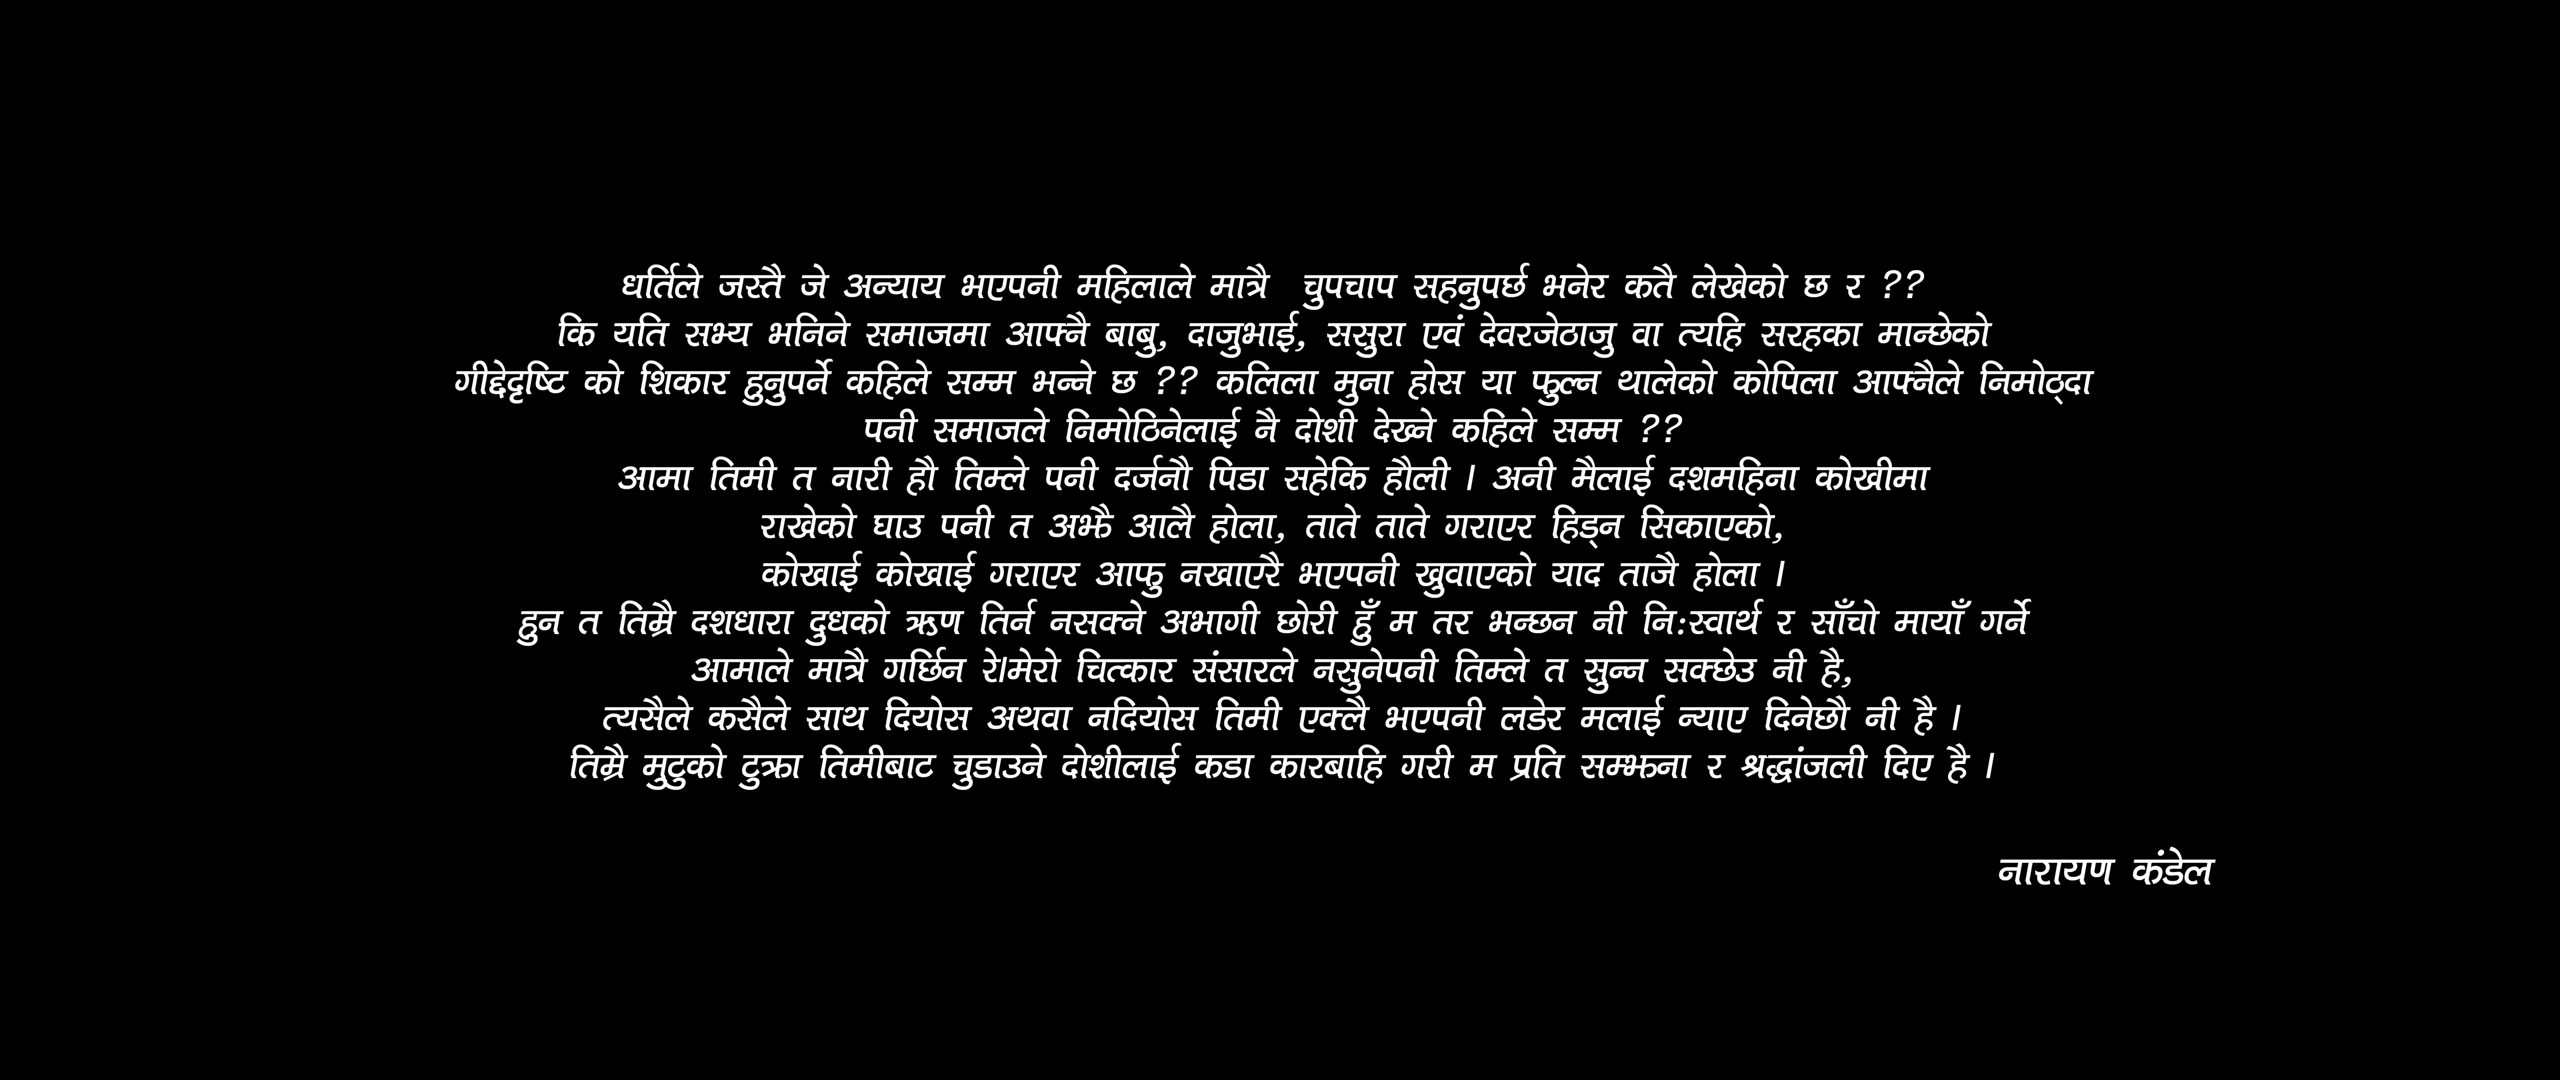 धर्तिले जस्तै जे अन्याय भएपनी महिलाले मात्रै चुपचाप सहनुपर्छ भनेर कतै लेखेको छ र ??
कि यति सभ्य भनिने समाजमा आफ्नै बाबु, दाजुभाई, ससुरा एवं देवरजेठाजु वा त्यहि सरहका मान्छेको
गीद्देदृष्टि को शिकार हुनुपर्ने कहिले सम्म भन्ने छ ?? कलिला मुना होस या फुल्न थालेको कोपिला आफ्नैले निमोठ्दा
पनी समाजले निमोठिनेलाई नै दोशी देख्ने कहिले सम्म ??
आमा तिमी त नारी हौ तिम्ले पनी दर्जनौ पिडा सहेकि हौली । अनी मैलाई दशमहिना कोखीमा
राखेको घाउ पनी त अझै आलै होला, ताते ताते गराएर हिड्न सिकाएको,
कोखाई कोखाई गराएर आफु नखाएरै भएपनी खुवाएको याद ताजै होला ।
हुन त तिम्रै दशधारा दुधको ऋण तिर्न नसक्ने अभागी छोरी हुँ म तर भन्छन नी नि:स्वार्थ र साँचो मायाँ गर्ने
आमाले मात्रै गर्छिन रे।मेरो चित्कार संसारले नसुनेपनी तिम्ले त सुन्न सक्छेउ नी है,
त्यसैले कसैले साथ दियोस अथवा नदियोस तिमी एक्लै भएपनी लडेर मलाई न्याए दिनेछौ नी है ।
तिम्रै मुटुको टुक्रा तिमीबाट चुडाउने दोशीलाई कडा कारबाहि गरी म प्रति सम्झना र श्रद्धांजली दिए है ।
नारायण कंडेल